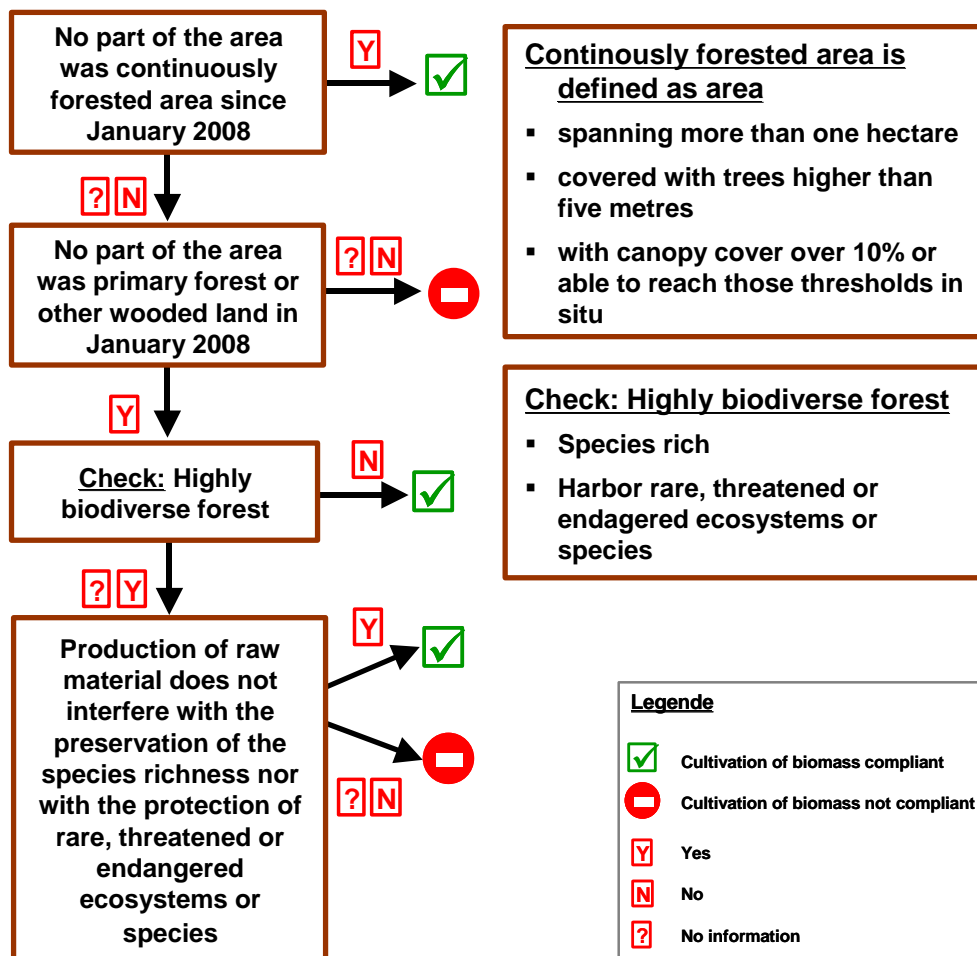 No part of the area
was continuously
forested area since
January 2008
Y
? N
No part of the area
was primary forest or
other wooded land in
January 2008
? N
Y
Check: Highly
biodiverse forest
N
? Y
Production of raw
material does not
interfere with the
preservation of the
species richness nor
with the protection of
rare, threatened or
endangered
ecosystems or
species
Y
? N
Continously forested area is
defined as area
▪ spanning more than one hectare
▪ covered with trees higher than
five metres
▪ with canopy cover over 10% or
able to reach those thresholds in
situ
Check: Highly biodiverse forest
▪ Species rich
▪ Harbor rare, threatened or
endagered ecosystems or
species
Legende
Cultivation of biomass compliant
Cultivation of biomass not compliant
Y Yes
N No
? No information